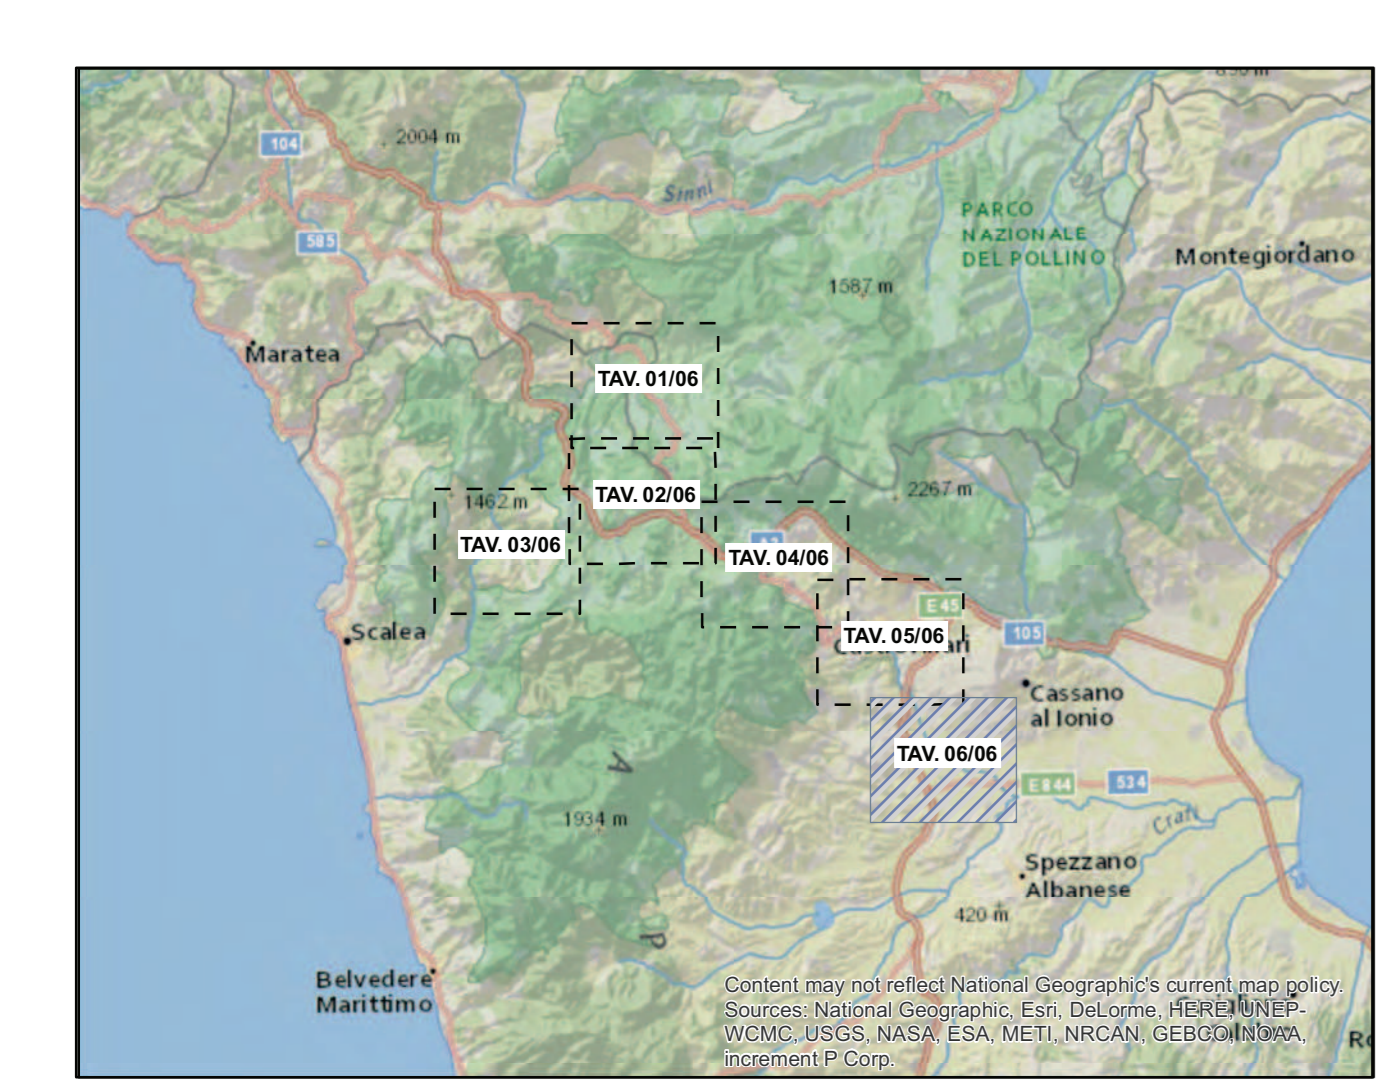 104
2004 m
Sinni
585
PARCO
NAZIONALE
DEL POLLINO
Montegiordano
1587 m
Maratea
TAV. 01/06
2267 m
TAV. 02/06
1462 m
TAV. 03/06
TAV. 04/06
E45
105
TAV. 05/06
Scalea
Cassano
al Ionio
TAV. 06/06
A
E844
534
1934 m
Crati
Spezzano
Albanese
420 m
P
Belvedere
Marittimo
Content may not reflect National Geographic's current map policy.
Sources: National Geographic, Esri, DeLorme, HERE, UNEP-
WCMC, USGS, NASA, ESA, METI, NRCAN, GEBCO, NOAA,
increment P Corp.